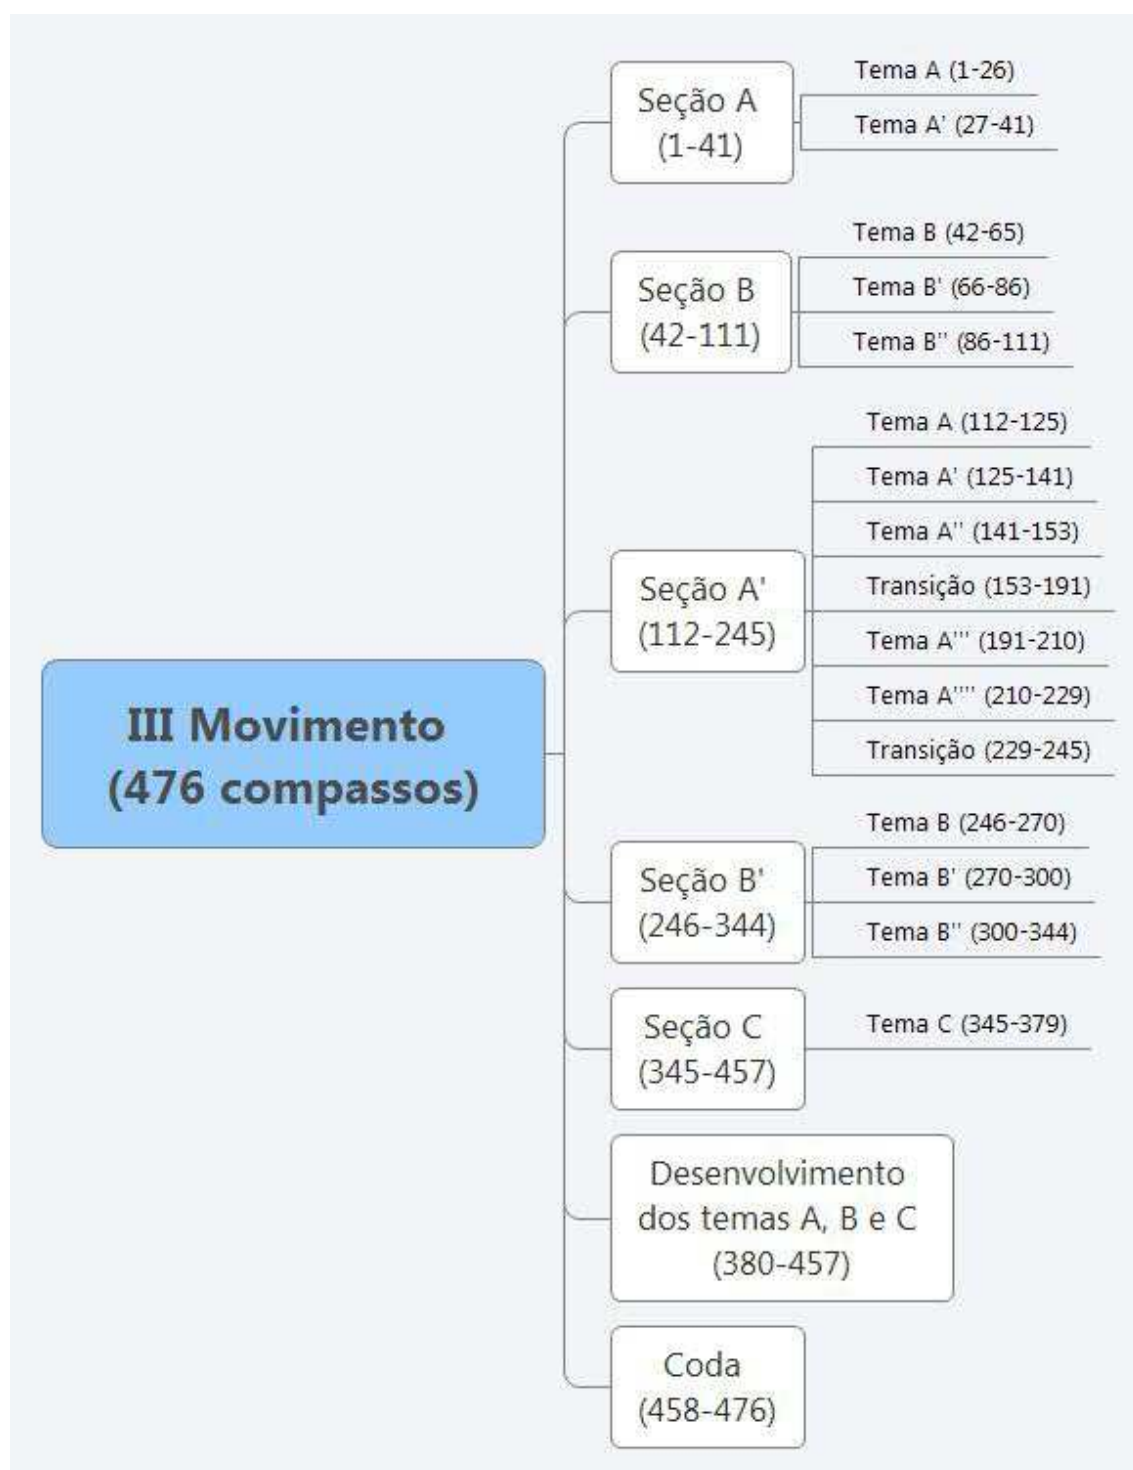 III Movimento
(476 compassos)
Seção A
(1-41)
Tema A (1-26)
Tema A' (27-41)
Seção B
(42-111)
Tema B (42-65)
Tema B' (66-86)
Tema B'' (86-111)
Seção A'
(112-245)
Tema A (112-125)
Tema A' (125-141)
Tema A'' (141-153)
Transição (153-191)
Tema A''' (191-210)
Tema A'''' (210-229)
Transição (229-245)
Seção B'
(246-344)
Tema B (246-270)
Tema B' (270-300)
Tema B'' (300-344)
Seção C
(345-457)
Tema C (345-379)
Desenvolvimento
dos temas A, B e C
(380-457)
Coda
(458-476)